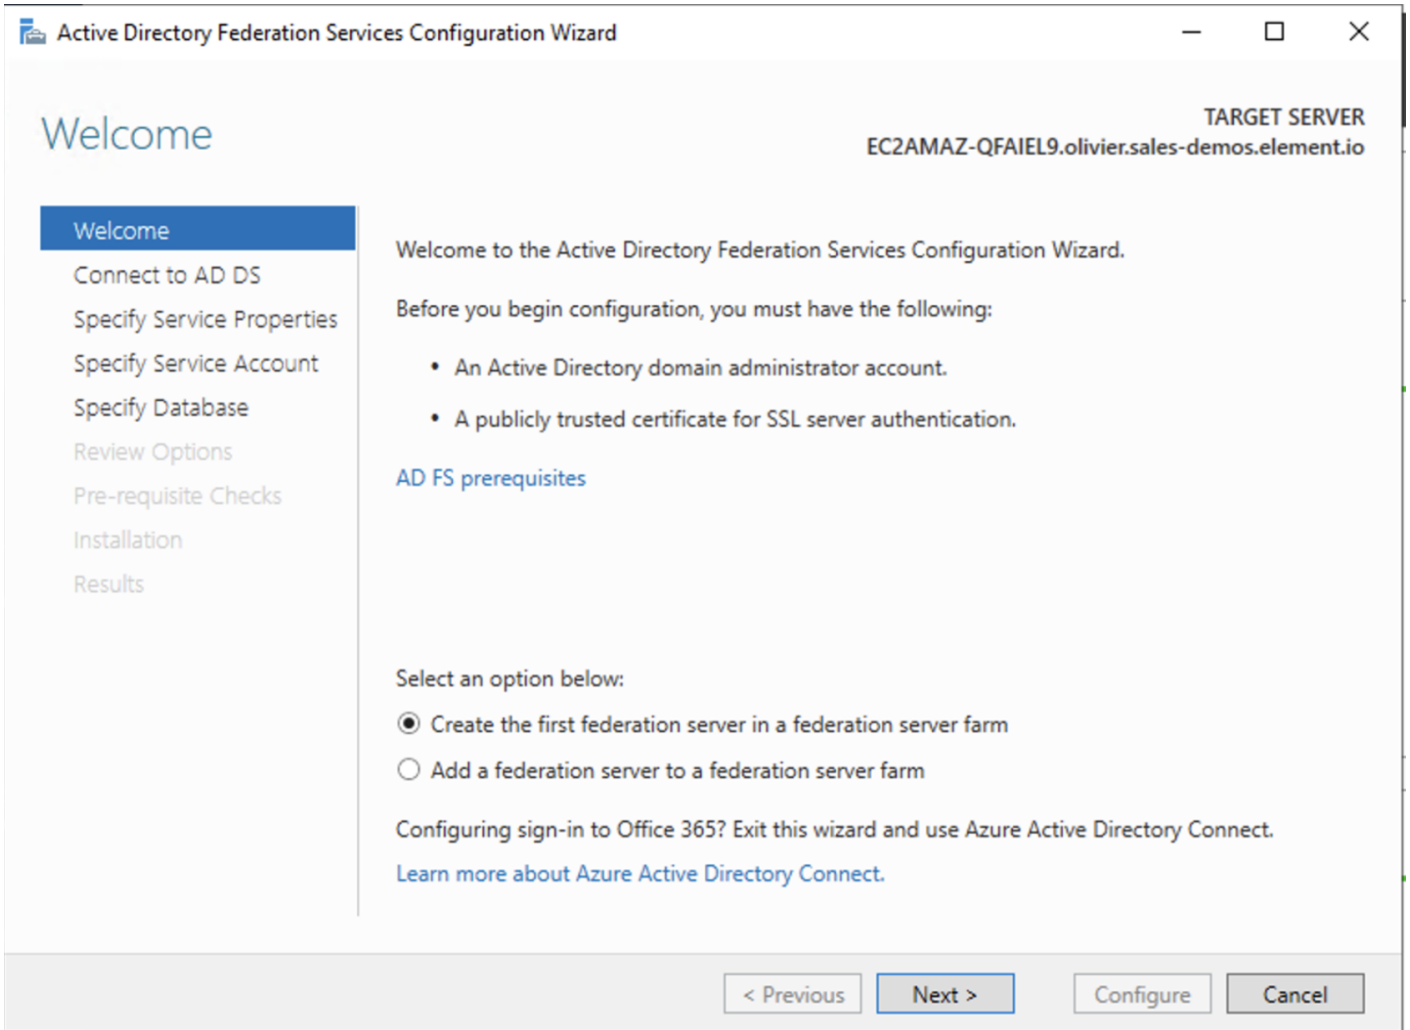 Active Directory Federation Services Configuration Wizard
Welcome
TARGET SERVER
EC2AMAZ-QFAIEL9.olivier.sales-demos.element.io
Welcome
Connect to AD DS
Specify Service Properties
Specify Service Account
Specify Database
Review Options
Pre-requisite Checks
Installation
Results
Welcome to the Active Directory Federation Services Configuration Wizard.
Before you begin configuration, you must have the following:
• An Active Directory domain administrator account.
• A publicly trusted certificate for SSL server authentication.
AD FS prerequisites
Select an option below:
Create the first federation server in a federation server farm
Add a federation server to a federation server farm
Configuring sign-in to Office 365? Exit this wizard and use Azure Active Directory Connect.
Learn more about Azure Active Directory Connect.
< Previous
Next >
Configure
Cancel